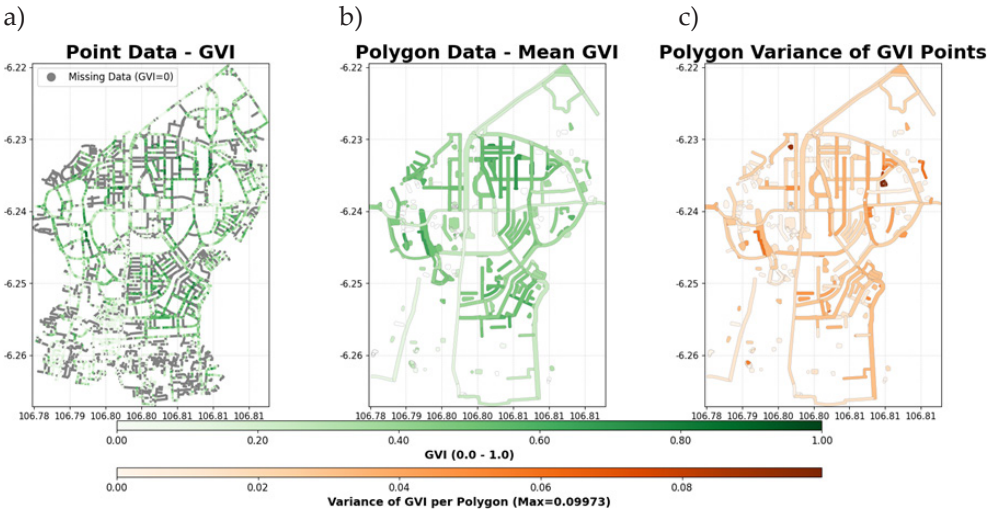 a)
b)
c)
Point Data - GVI
Polygon Data - Mean GVI
Polygon Variance of GVI Points
Missing Data (GVI=0)
-6.22
-6.23
-6.24
-6.25
-6.26
106.78 106.79 106.80 106.80 106.81 106.81
-6.22
-6.23
-6.24
-6.25
-6.26
106.78 106.79 106.80 106.80 106.81 106.81
-6.22
-6.23
-6.24
-6.25
-6.26
106.78 106.79 106.80 106.80 106.81 106.81
0.00 0.20 0.40 0.60 0.80 1.00
GVI (0.0 - 1.0)
0.00 0.02 0.04 0.06 0.08
Variance of GVI per Polygon (Max=0.09973)